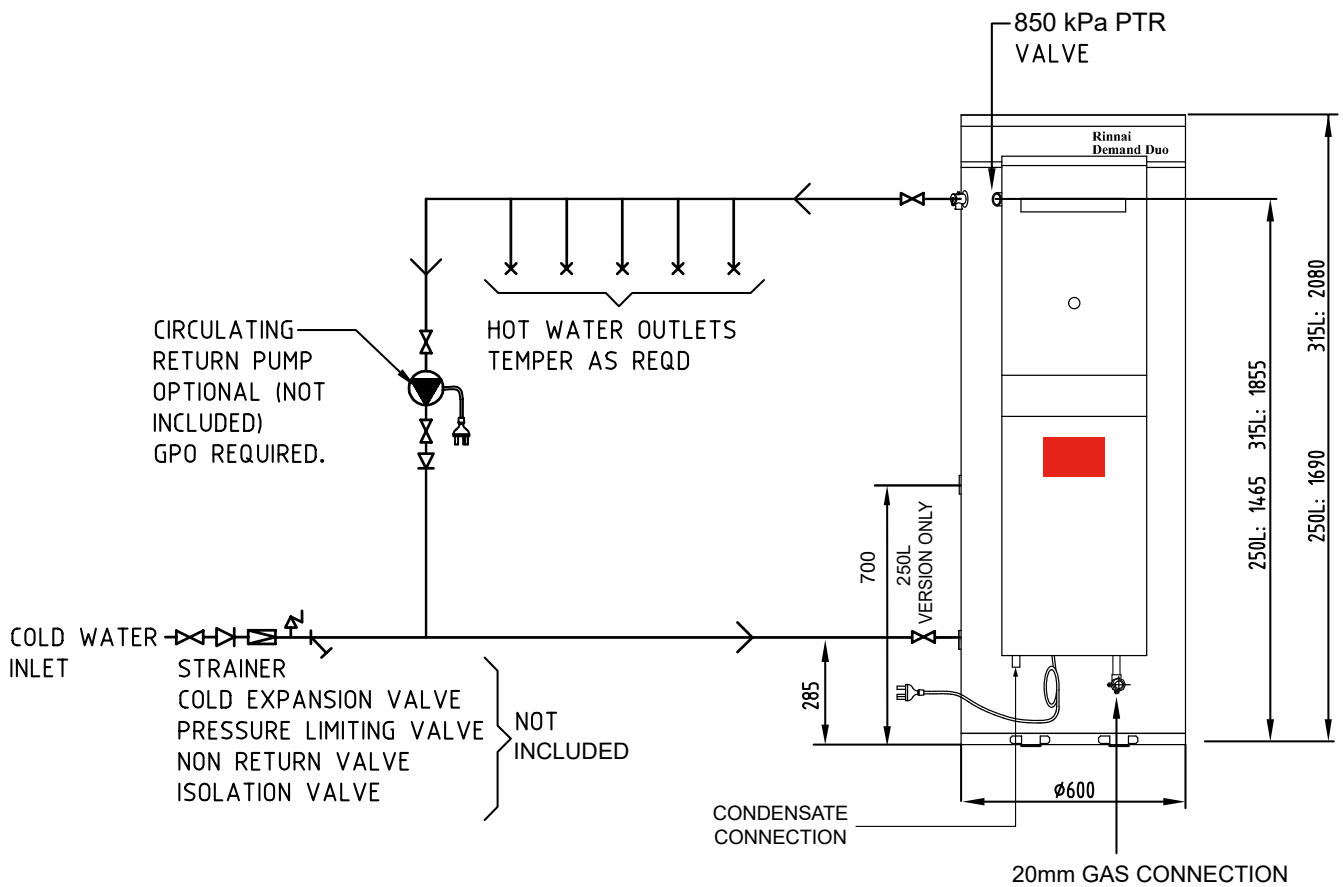 850 kPa PTR
VALVE
Rinnai
Demand Duo
CIRCULATING
RETURN PUMP
OPTIONAL (NOT
INCLUDED)
GPO REQUIRED.
HOT WATER OUTLETS
TEMPER AS REQD
250L: 1465 315L: 1855
250L: 1690 315L: 2080
700
250L
VERSION ONLY
COLD WATER
INLET
STRAINER
COLD EXPANSION VALVE
PRESSURE LIMITING VALVE
NON RETURN VALVE
ISOLATION VALVE
NOT
INCLUDED
285
Ø600
CONDENSATE
CONNECTION
20mm GAS CONNECTION